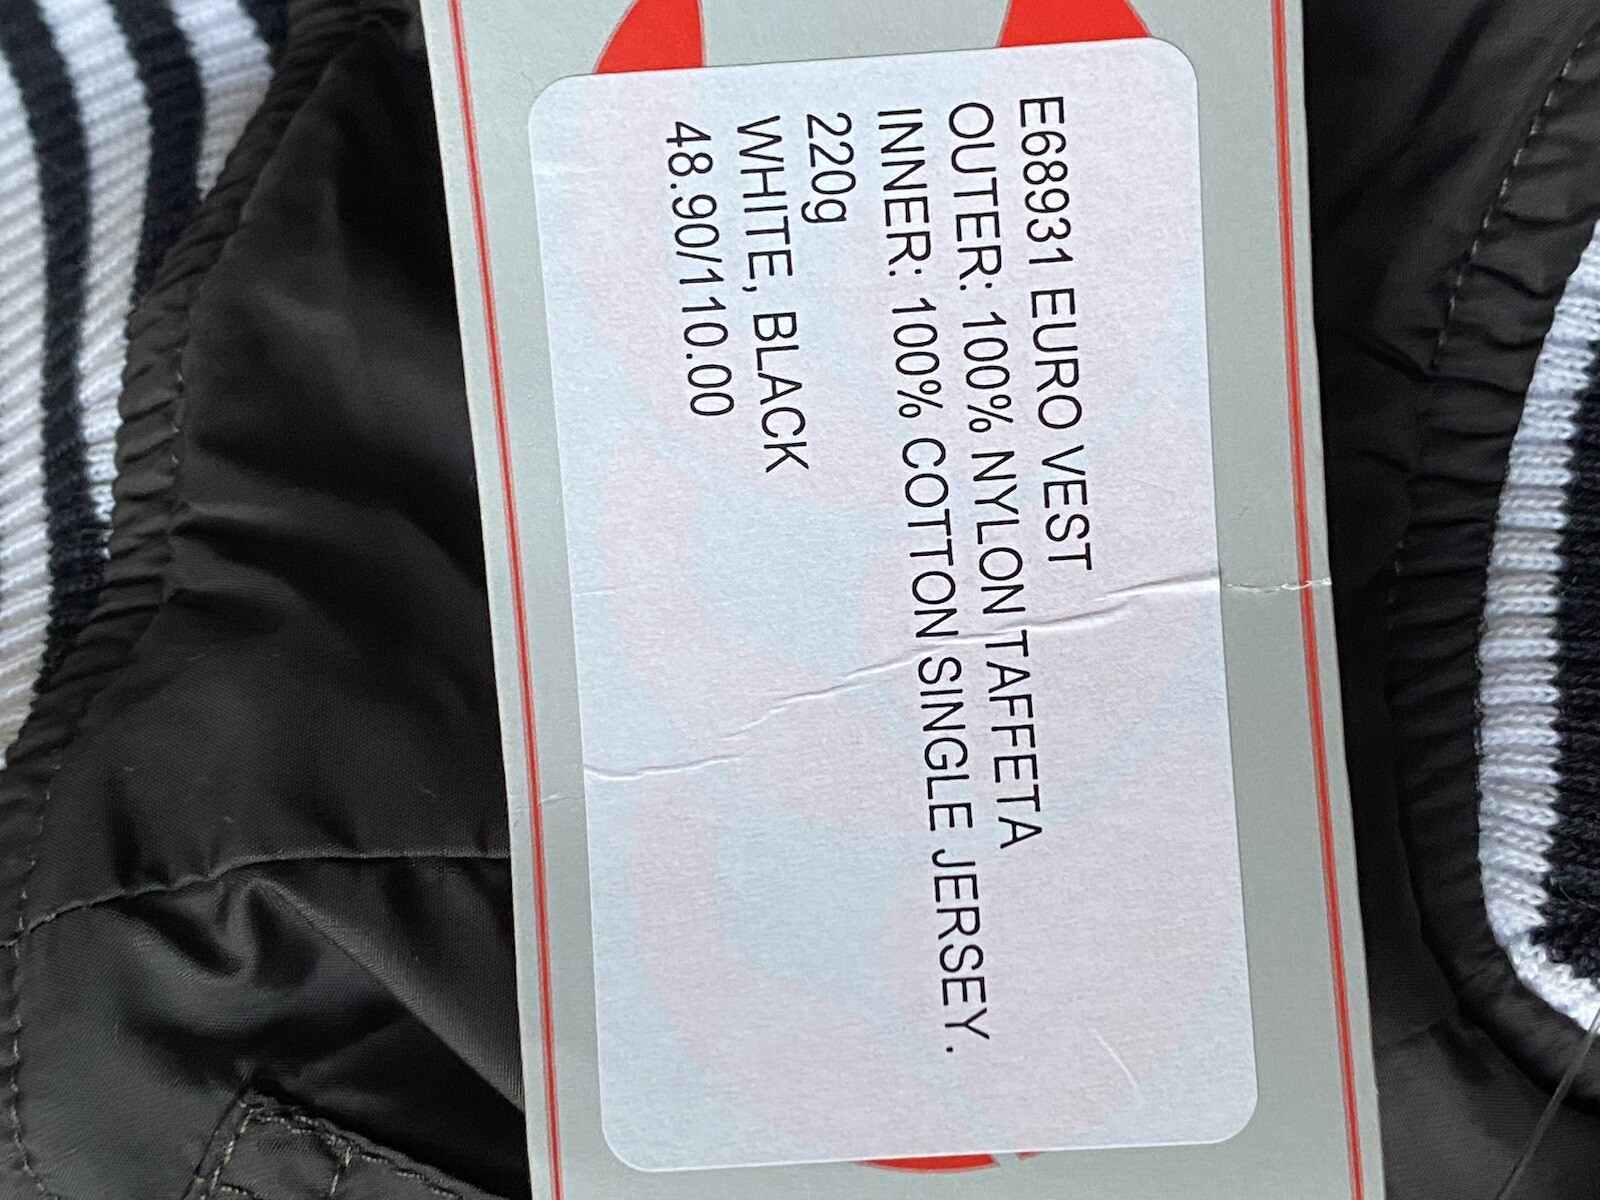 E68931 EURO VEST
OUTER: 100% NYLON TAFFETA
INNER: 100% COTTON SINGLE JERSEY.
220g
WHITE, BLACK
48.90/110.00